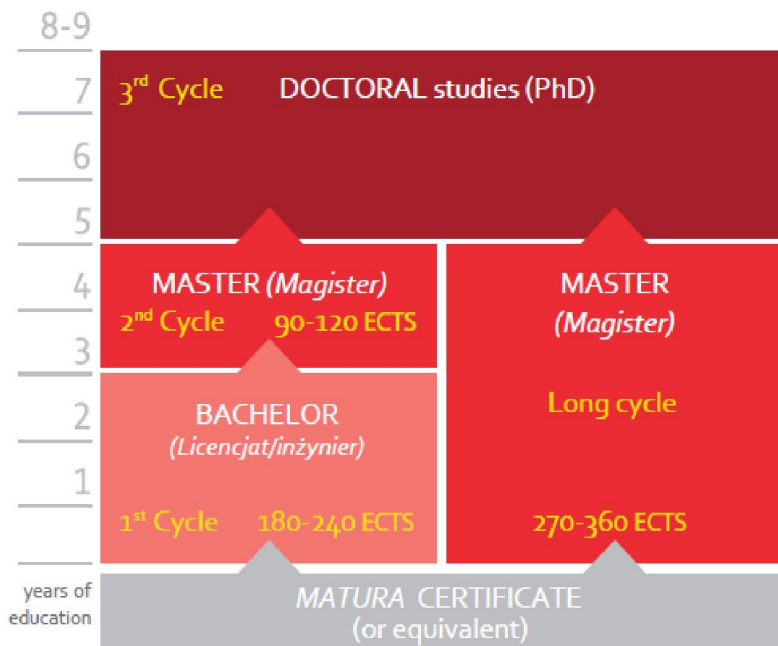 8-9
7
3rd Cycle DOCTORAL studies (PhD)
6
5
4
MASTER (Magister)
2nd Cycle 90-120 ECTS
3
MASTER
(Magister)
Long cycle
270-360 ECTS
2
BACHELOR
(Licencjat/inżynier)
1
1st Cycle 180-240 ECTS
years of
education
MATURA CERTIFICATE
(or equivalent)